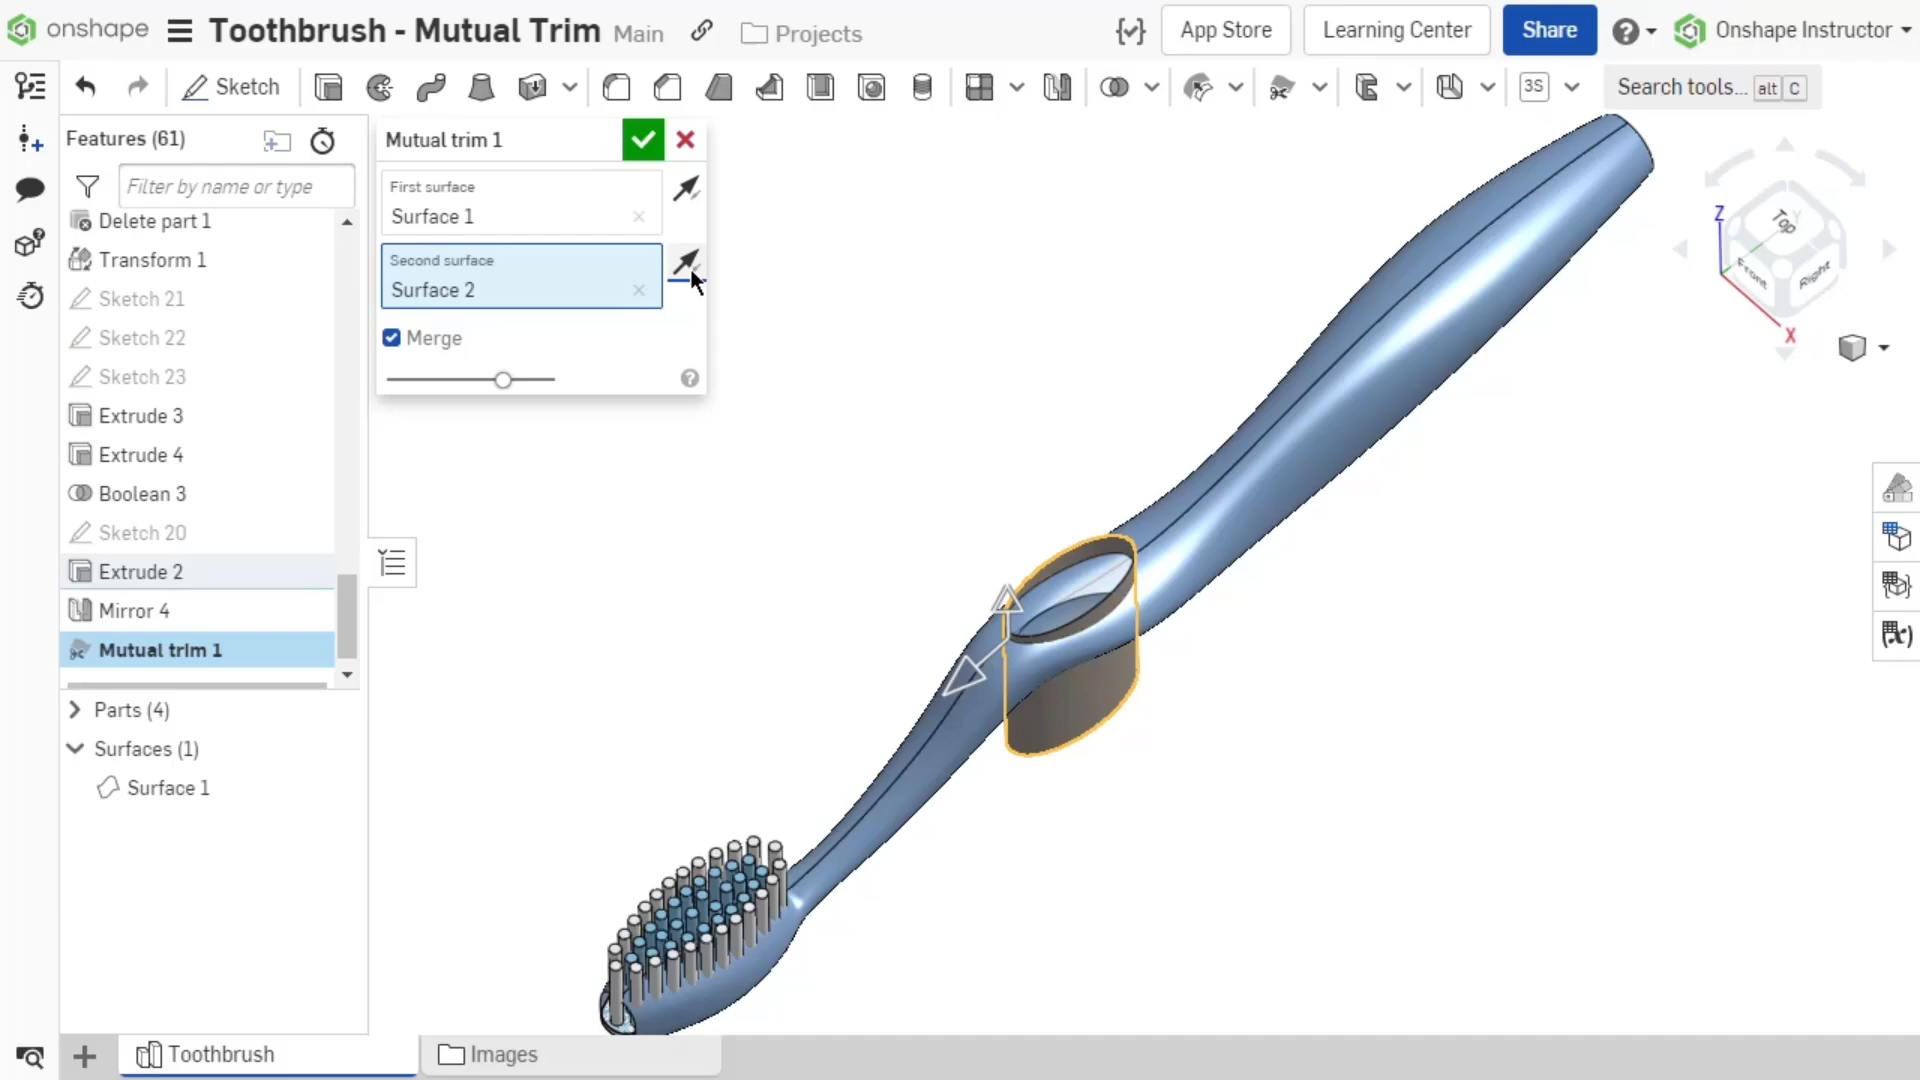 onshape Toothbrush - Mutual Trim Main Projects App Store Learning Center Share Onshape Instructor
Sketch 3S Search tools... alt C
Features (61)
Filter by name or type
Delete part 1
Transform 1
Sketch 21
Sketch 22
Sketch 23
Extrude 3
Extrude 4
Boolean 3
Sketch 20
Extrude 2
Mirror 4
Mutual trim 1
Parts (4)
Surfaces (1)
Surface 1
Mutual trim 1
First surface
Surface 1
Second surface
Surface 2
Merge
Z
Y
Top
Front
Right
X
(x)
Toothbrush
Images